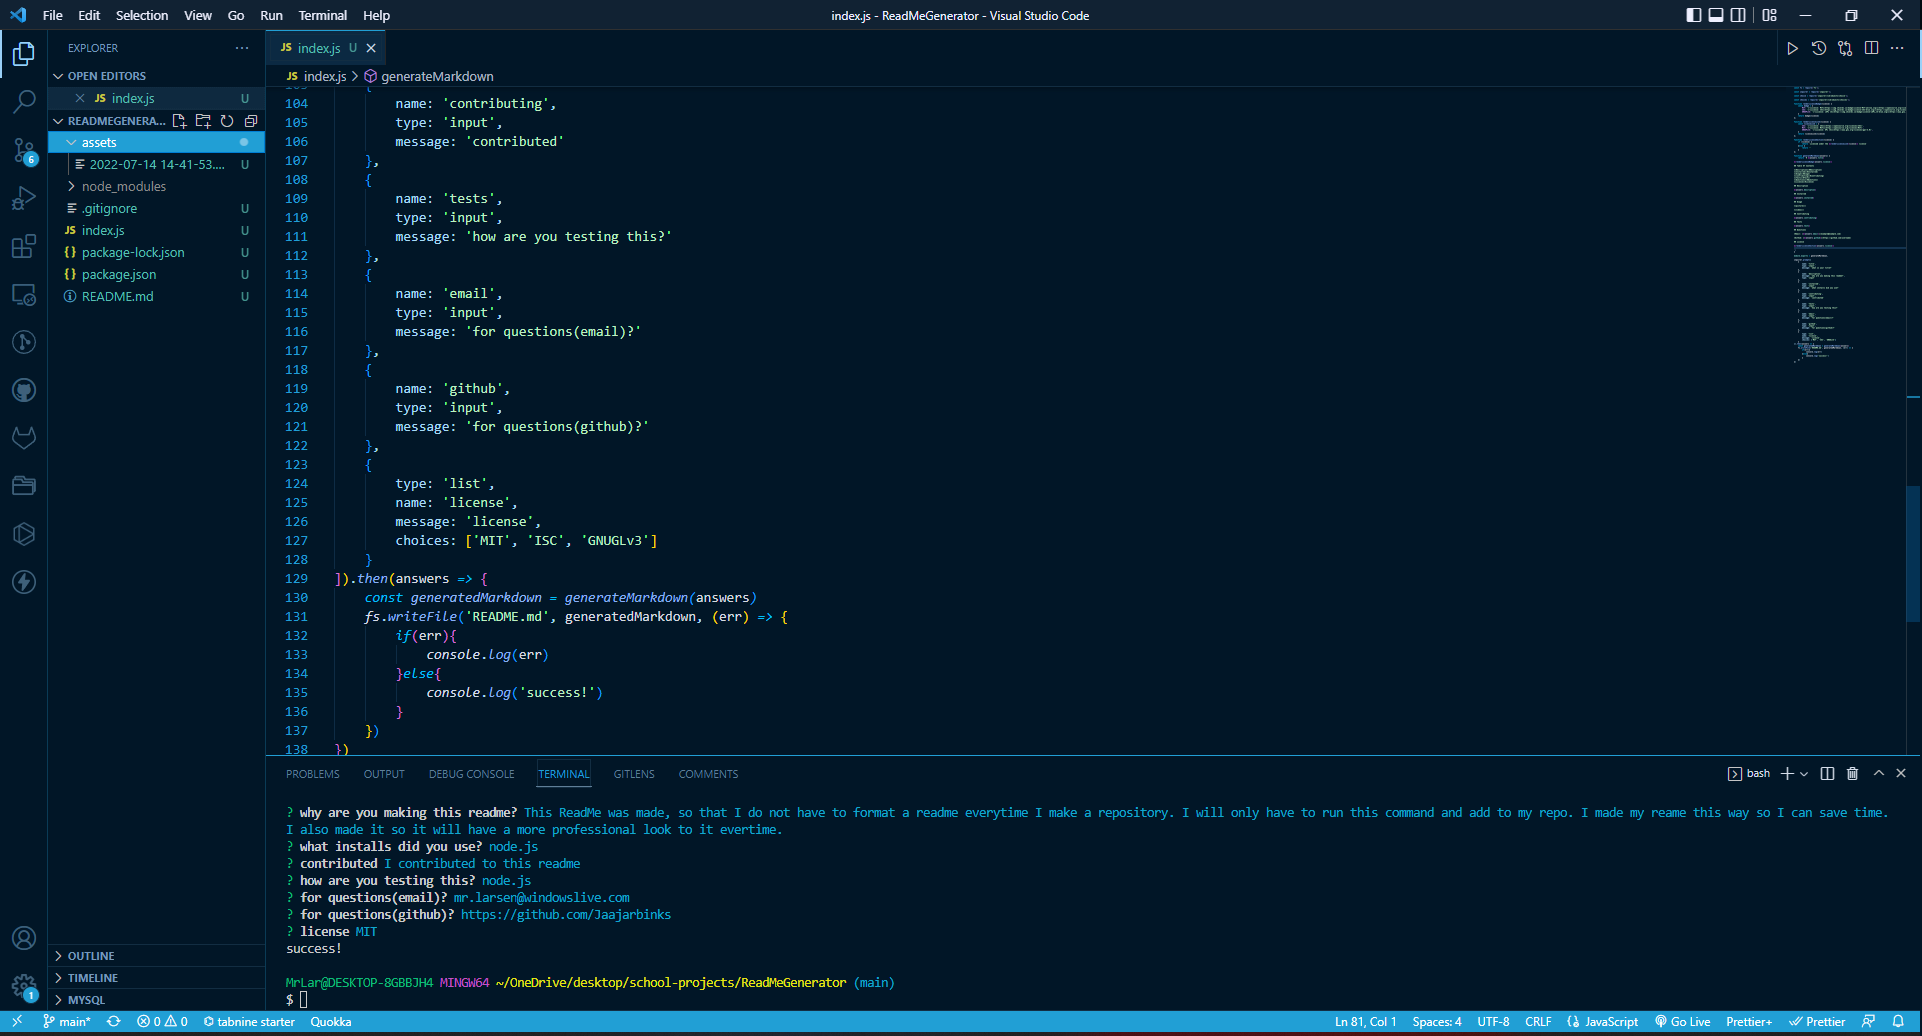 File Edit Selection View Go Run Terminal Help
index.js - ReadMeGenerator - Visual Studio Code
EXPLORER ···
OPEN EDITORS
JS index.js U
READMEGENERA...
assets
2022-07-14 14-41-53.... U
node_modules
.gitignore U
JS index.js U
{} package-lock.json U
{} package.json U
README.md U
OUTLINE
TIMELINE
MYSQL
6
1
JS index.js U
JS index.js > generateMarkdown
{
104 name: 'contributing',
105 type: 'input',
106 message: 'contributed'
107 },
108 {
109 name: 'tests',
110 type: 'input',
111 message: 'how are you testing this?'
112 },
113 {
114 name: 'email',
115 type: 'input',
116 message: 'for questions(email)?'
117 },
118 {
119 name: 'github',
120 type: 'input',
121 message: 'for questions(github)?'
122 },
123 {
124 type: 'list',
125 name: 'license',
126 message: 'license',
127 choices: ['MIT', 'ISC', 'GNUGLv3']
128 }
129 ]).then(answers => {
130 const generatedMarkdown = generateMarkdown(answers)
131 fs.writeFile('README.md', generatedMarkdown, (err) => {
132 if(err){
133 console.log(err)
134 }else{
135 console.log('success!')
136 }
137 })
138 })
PROBLEMS OUTPUT DEBUG CONSOLE TERMINAL GITLENS COMMENTS
bash
? why are you making this readme? This ReadMe was made, so that I do not have to format a readme everytime I make a repository. I will only have to run this command and add to my repo. I made my reame this way so I can save time.
I also made it so it will have a more professional look to it evertime.
? what installs did you use? node.js
? contributed I contributed to this readme
? how are you testing this? node.js
? for questions(email)? mr.larsen@windowslive.com
? for questions(github)? https://github.com/Jaajarbinks
? license MIT
success!
MrLar@DESKTOP-8GBBJH4 MINGW64 ~/OneDrive/desktop/school-projects/ReadMeGenerator (main)
$
main* 0 0 tabnine starter Quokka
Ln 81, Col 1 Spaces: 4 UTF-8 CRLF {} JavaScript Go Live Prettier+ Prettier